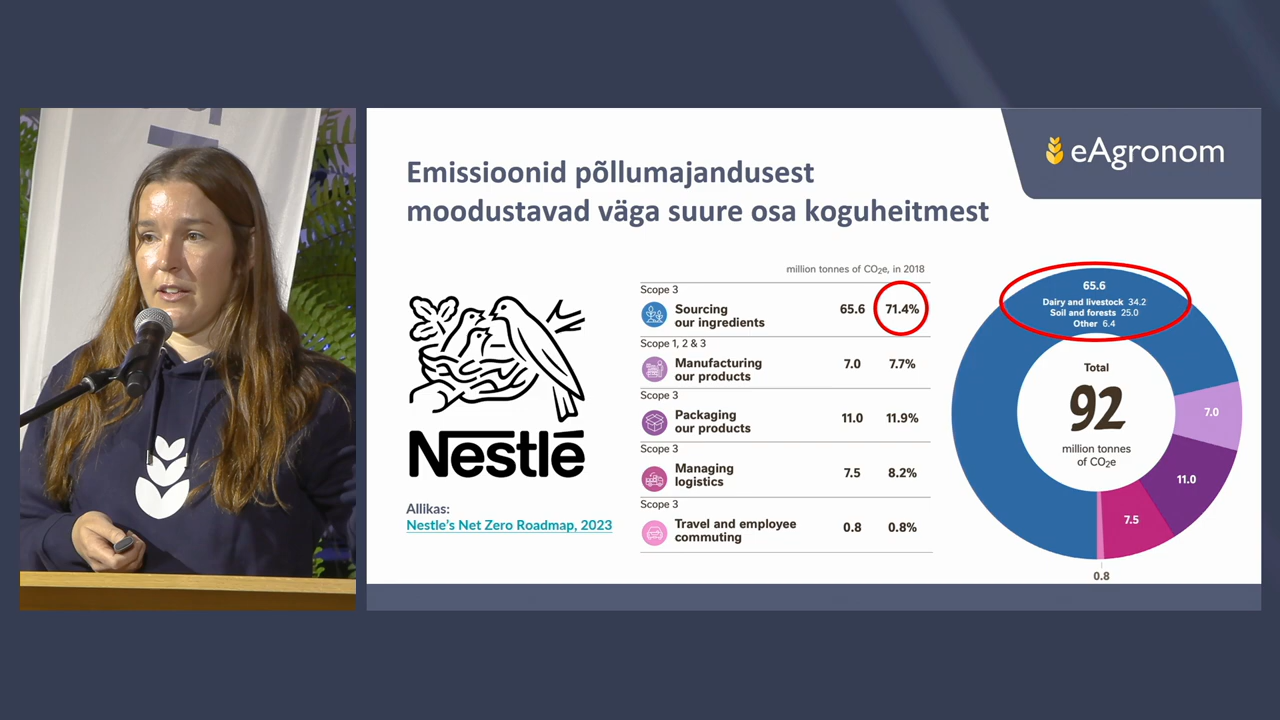 eAgronom
Emissioonid põllumajandusest
moodustavad väga suure osa koguheitmest
Nestlé
Allikas:
Nestle's Net Zero Roadmap, 2023
million tonnes of CO2e, in 2018
Scope 3
Sourcing
our ingredients
65.6
71.4%
Scope 1, 2 & 3
Manufacturing
our products
7.0
7.7%
Scope 3
Packaging
our products
11.0
11.9%
Scope 3
Managing
logistics
7.5
8.2%
Scope 3
Travel and employee
commuting
0.8
0.8%
65.6
Dairy and livestock 34.2
Soil and forests 25.0
Other 6.4
Total
92
million tonnes
of CO2e
7.0
11.0
7.5
0.8